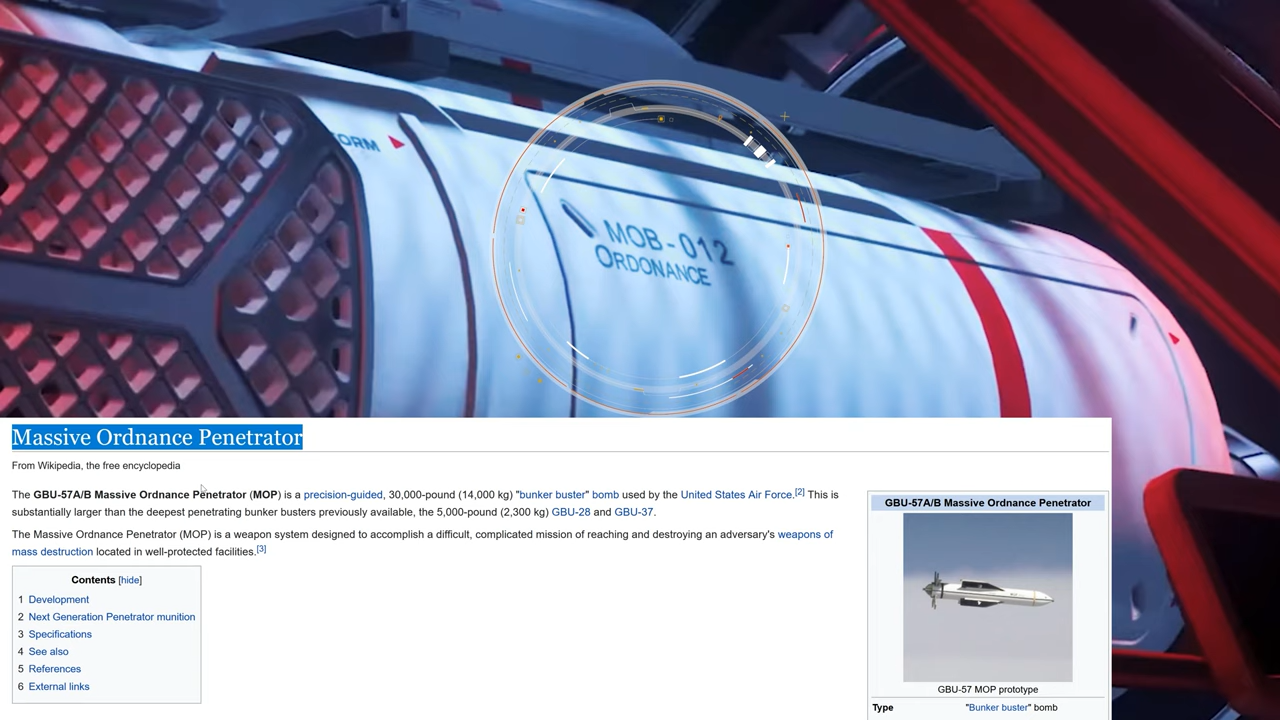 ORM
MOB-012
ORDONANCE
Massive Ordnance Penetrator
From Wikipedia, the free encyclopedia
The GBU-57A/B Massive Ordnance Penetrator (MOP) is a precision-guided, 30,000-pound (14,000 kg) "bunker buster" bomb used by the United States Air Force.[2] This is
substantially larger than the deepest penetrating bunker busters previously available, the 5,000-pound (2,300 kg) GBU-28 and GBU-37.
The Massive Ordnance Penetrator (MOP) is a weapon system designed to accomplish a difficult, complicated mission of reaching and destroying an adversary's weapons of
mass destruction located in well-protected facilities.[3]
Contents [hide]
1 Development
2 Next Generation Penetrator munition
3 Specifications
4 See also
5 References
6 External links
GBU-57A/B Massive Ordnance Penetrator
GBU-57 MOP prototype
Type "Bunker buster" bomb